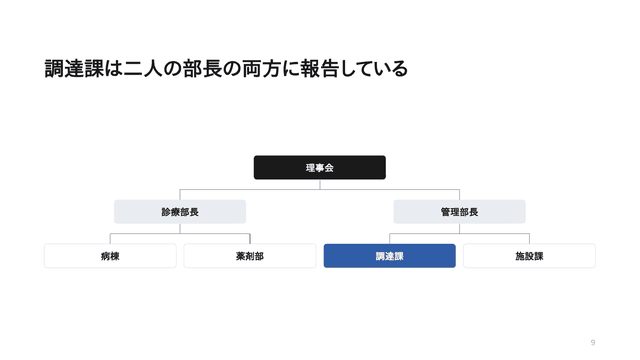 調達課は二人の部長の両方に報告している
理事会
診療部長
管理部長
病棟
薬剤部
調達課
施設課
9